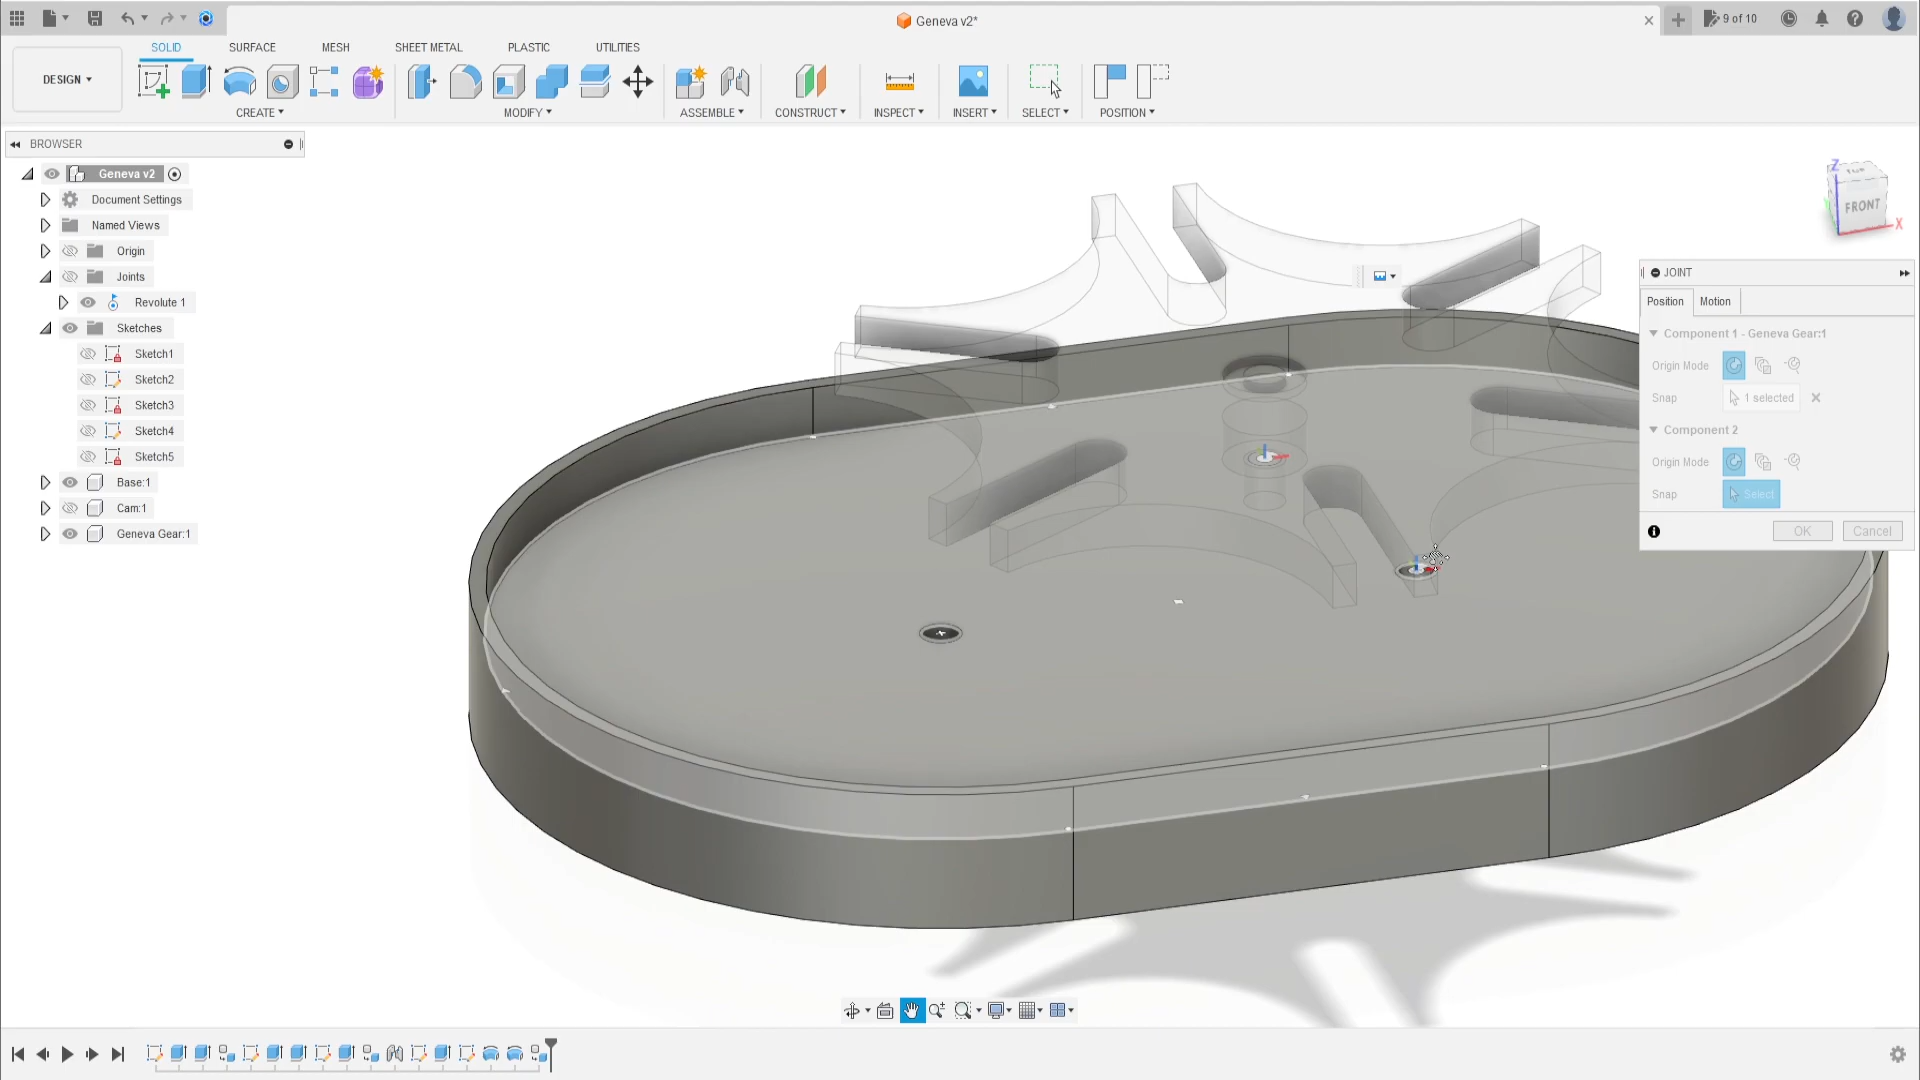 Geneva v2*
9 of 10
DESIGN
SOLID
SURFACE
MESH
SHEET METAL
PLASTIC
UTILITIES
CREATE
MODIFY
ASSEMBLE
CONSTRUCT
INSPECT
INSERT
SELECT
POSITION
BROWSER
Geneva v2
Document Settings
Named Views
Origin
Joints
Revolute 1
Sketches
Sketch1
Sketch2
Sketch3
Sketch4
Sketch5
Base:1
Cam:1
Geneva Gear:1
Z
TOP
FRONT
X
JOINT
Position
Motion
Component 1 - Geneva Gear:1
Origin Mode
Snap
1 selected
Component 2
Origin Mode
Snap
Select
OK
Cancel